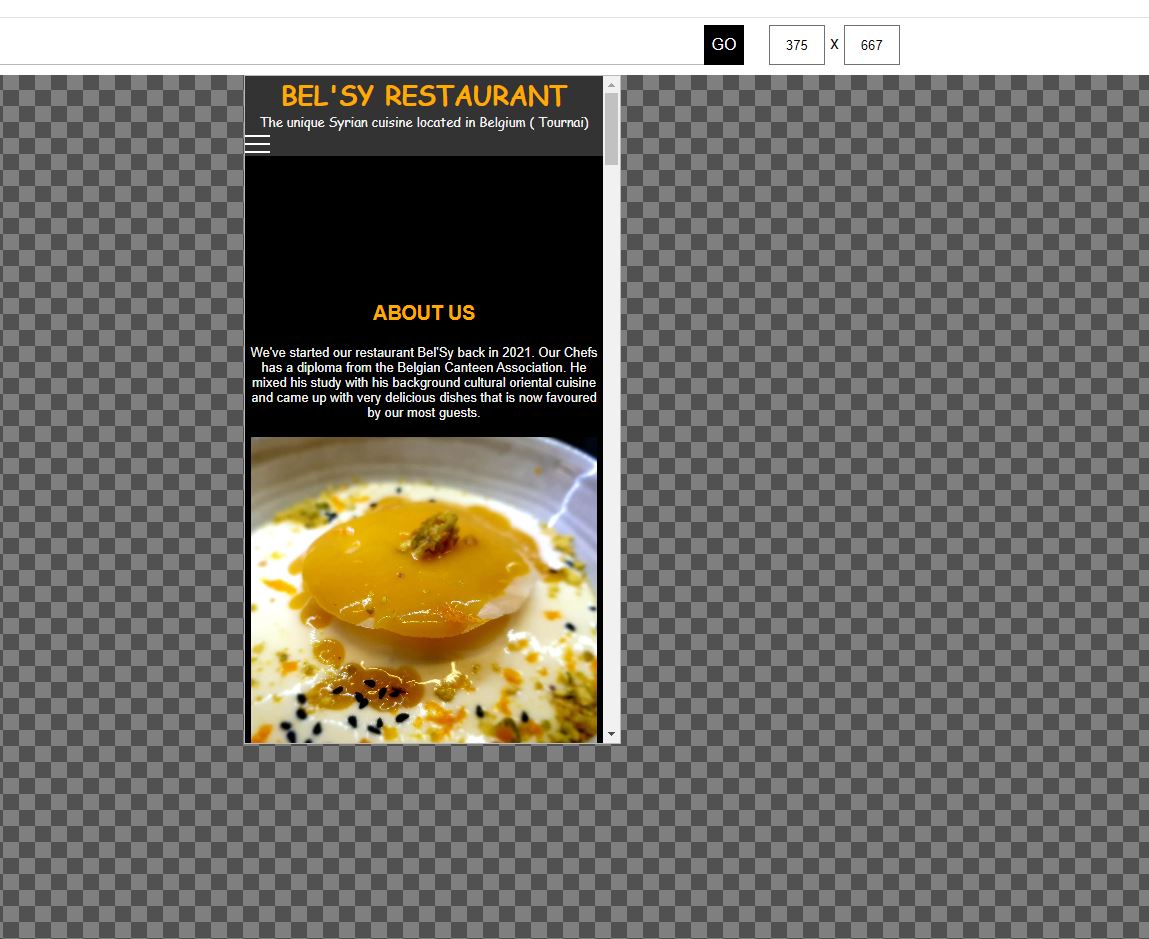 GO 375 X 667
BEL'SY RESTAURANT
The unique Syrian cuisine located in Belgium ( Tournai)
ABOUT US
We've started our restaurant Bel'Sy back in 2021. Our Chefs
has a diploma from the Belgian Canteen Association. He
mixed his study with his background cultural oriental cuisine
and came up with very delicious dishes that is now favoured
by our most guests.